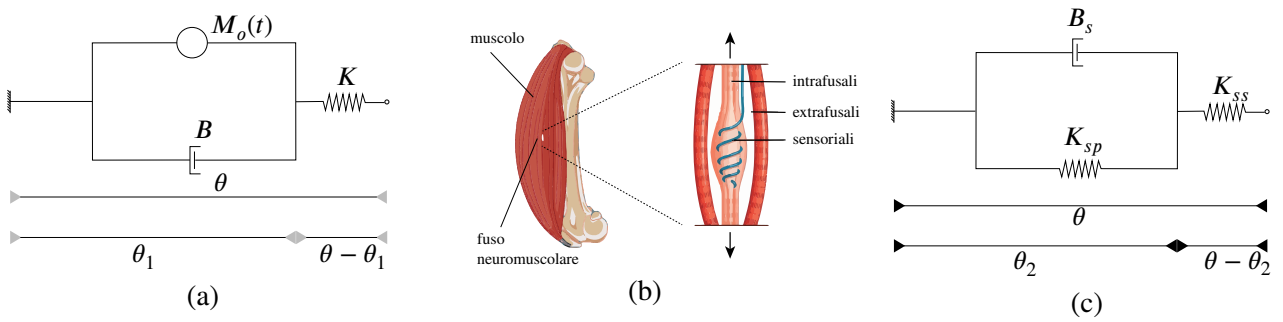 M_o(t)
K
B
θ
θ_1
θ − θ_1
(a)
muscolo
fuso
neuromuscolare
intrafusali
extrafusali
sensoriali
(b)
B_s
K_ss
K_sp
θ
θ_2
θ − θ_2
(c)